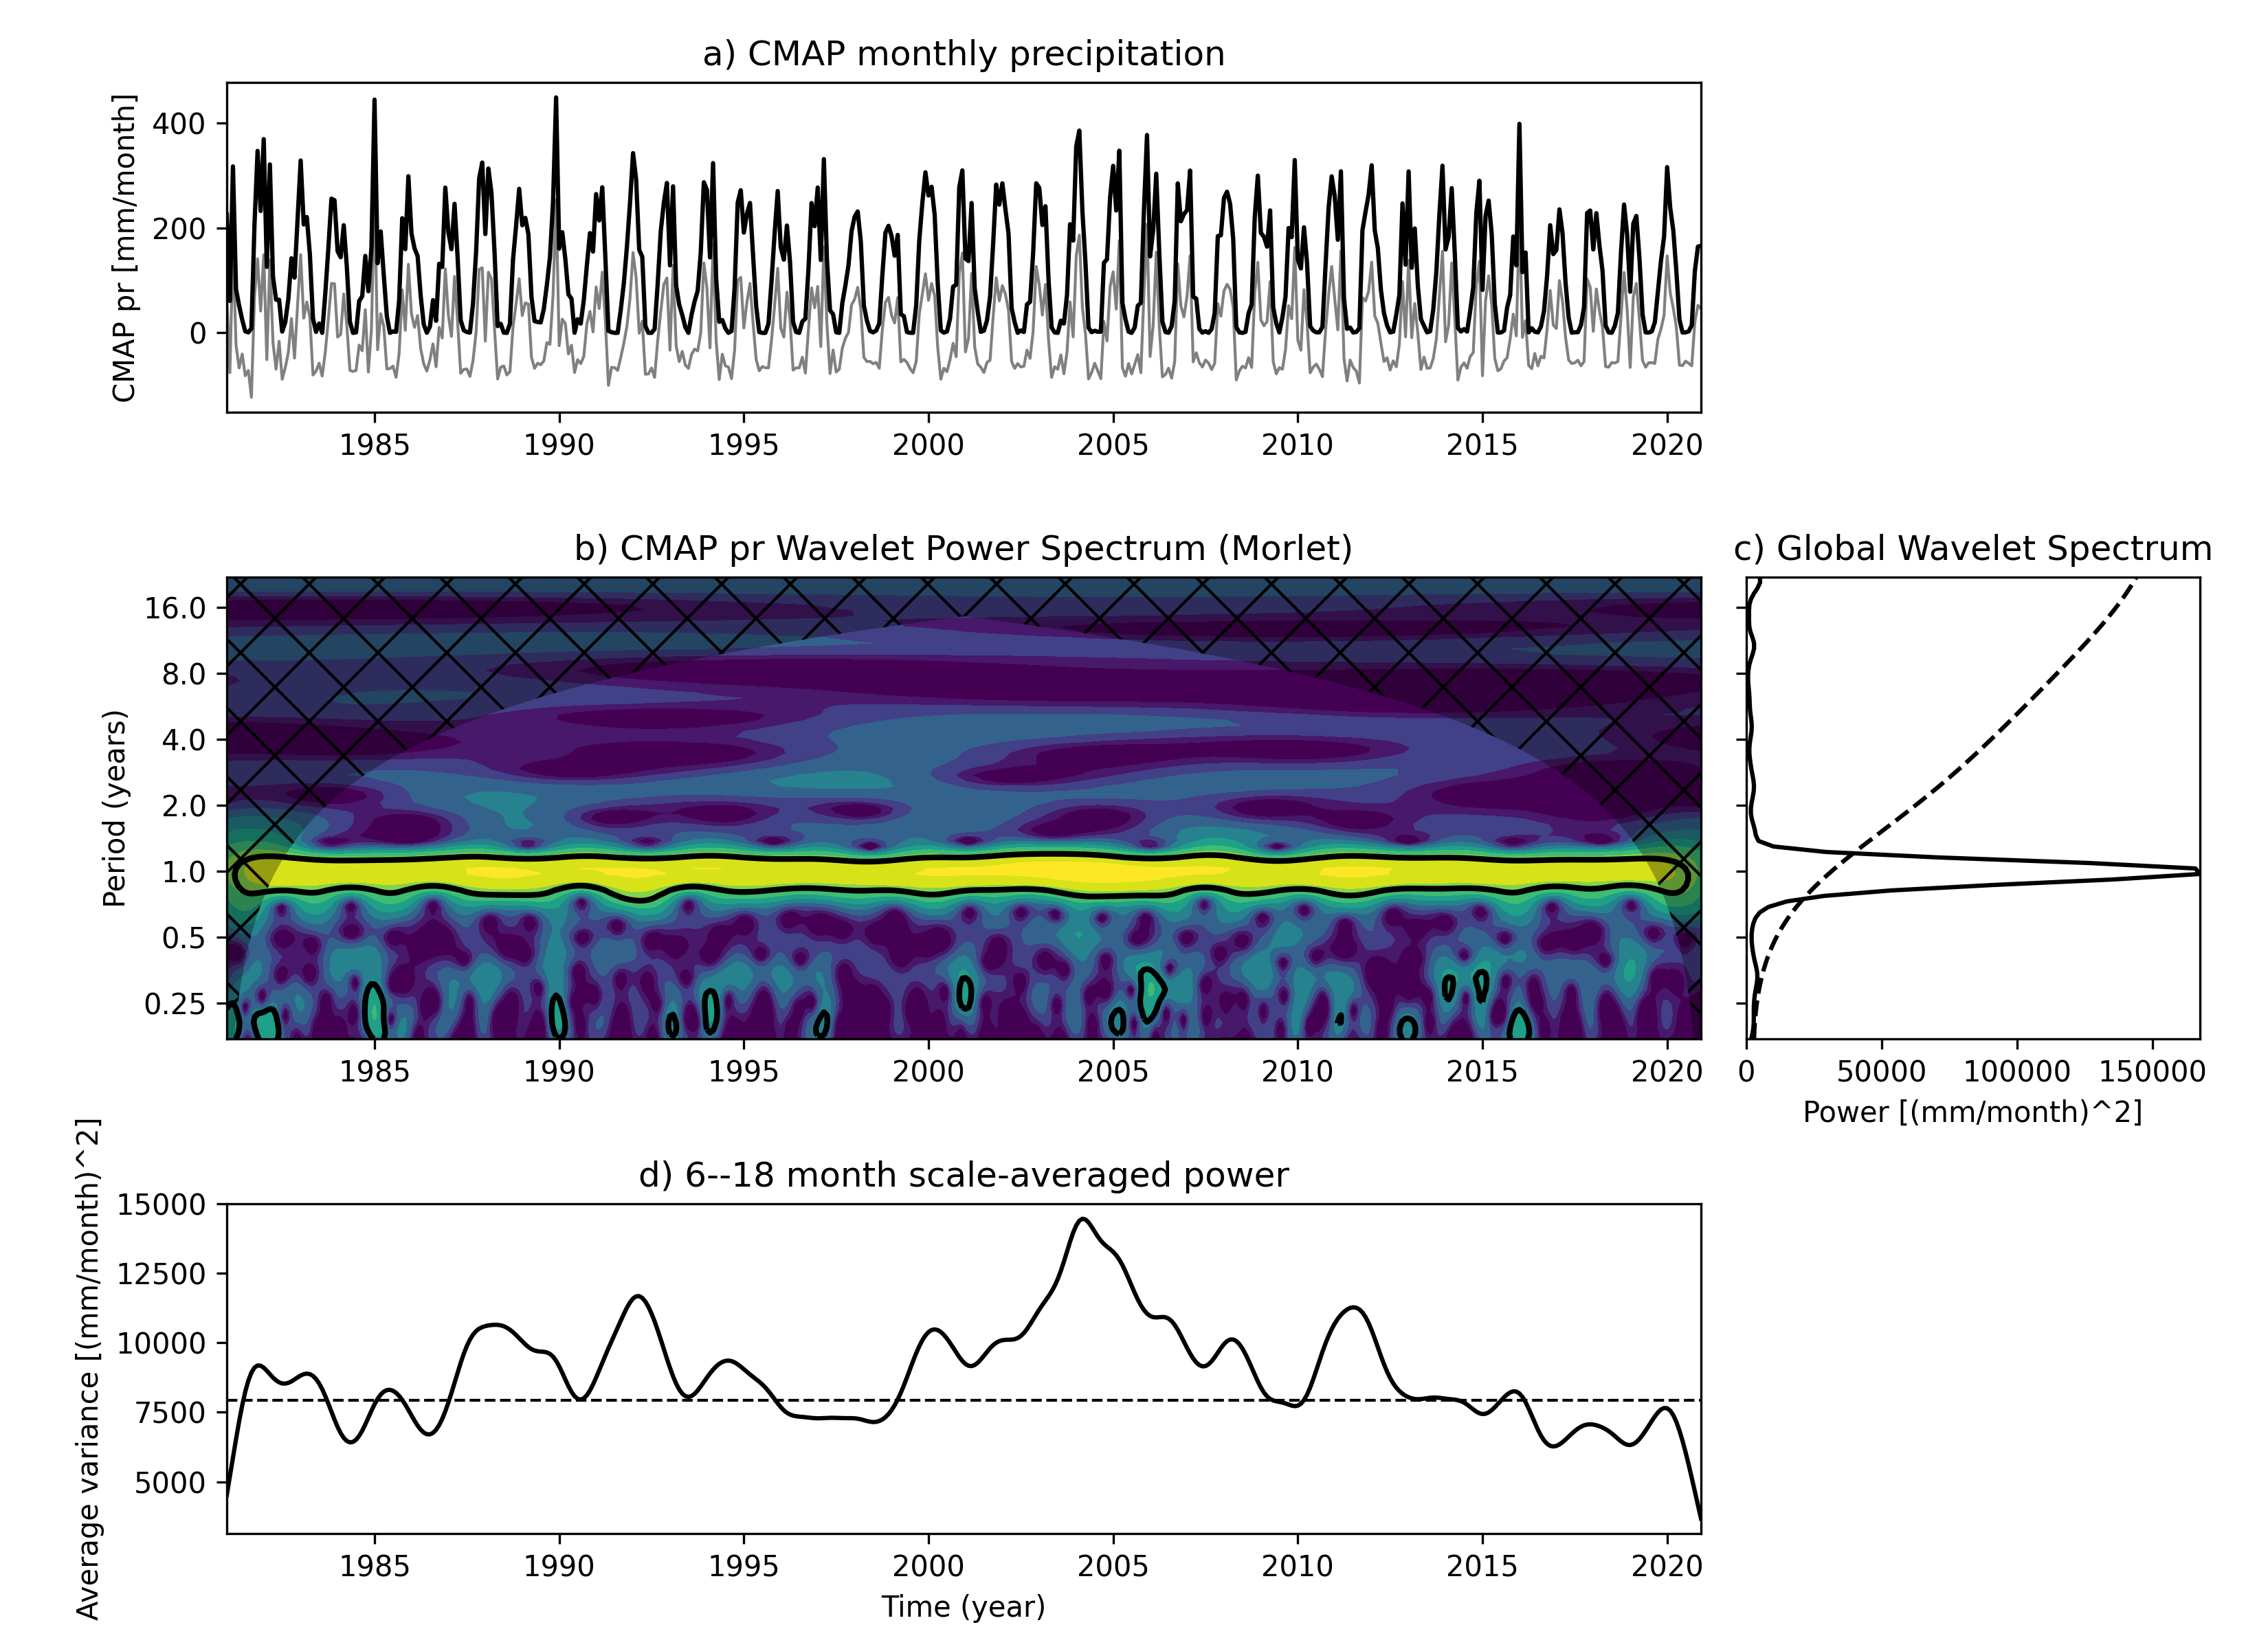 a) CMAP monthly precipitation
CMAP pr [mm/month]
400
200
0
1985 1990 1995 2000 2005 2010 2015 2020
b) CMAP pr Wavelet Power Spectrum (Morlet)
Period (years)
16.0
8.0
4.0
2.0
1.0
0.5
0.25
1985 1990 1995 2000 2005 2010 2015 2020
c) Global Wavelet Spectrum
0 50000 100000 150000
Power [(mm/month)^2]
d) 6--18 month scale-averaged power
Average variance [(mm/month)^2]
15000
12500
10000
7500
5000
1985 1990 1995 2000 2005 2010 2015 2020
Time (year)